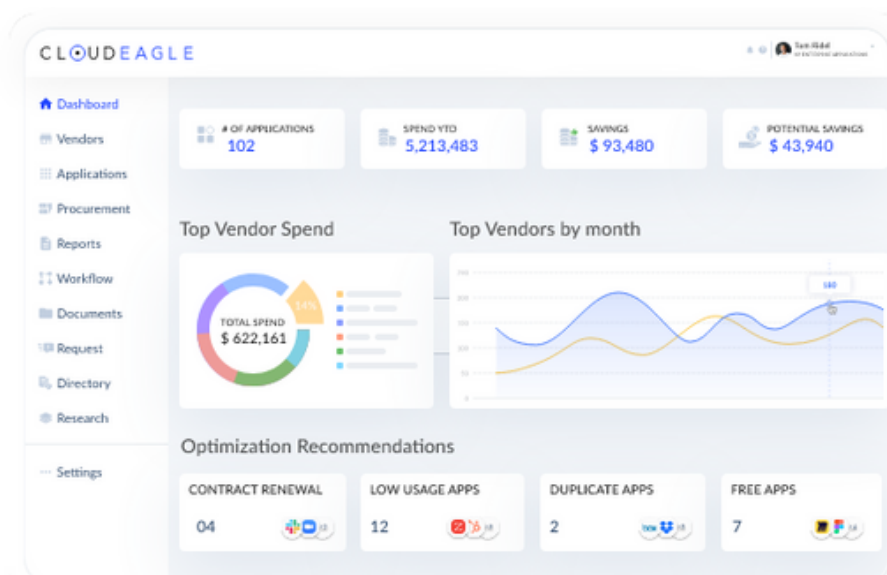 CLOUDEAGLE
Tam Ridel
Dashboard
Vendors
Applications
Procurement
Reports
Workflow
Documents
Request
Directory
Research
Settings
# OF APPLICATIONS
102
SPEND YTD
5,213,483
SAVINGS
$ 93,480
POTENTIAL SAVINGS
$ 43,940
Top Vendor Spend
14%
TOTAL SPEND
$ 622,161
Top Vendors by month
Optimization Recommendations
CONTRACT RENEWAL
04
LOW USAGE APPS
12
DUPLICATE APPS
2
FREE APPS
7